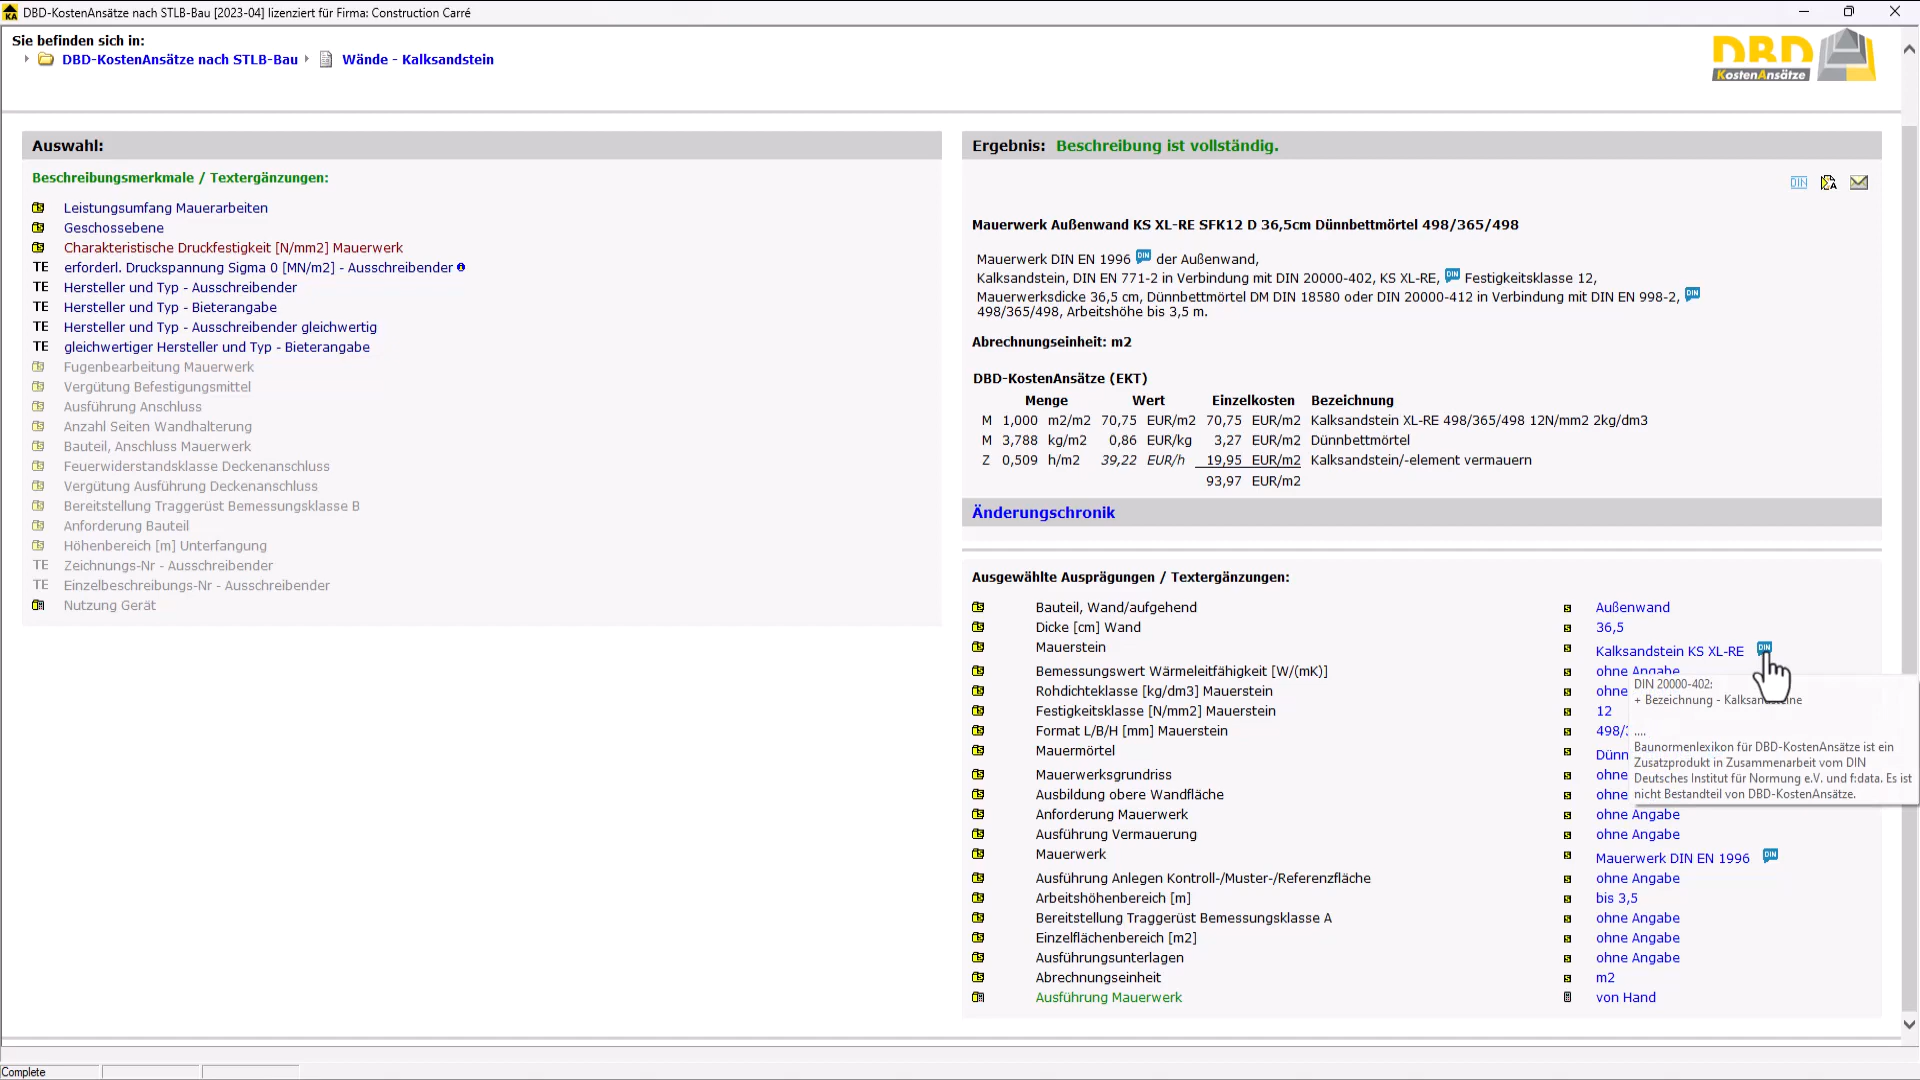 DBD-KostenAnsätze nach STLB-Bau [2023-04] lizenziert für Firma: Construction Carré
Sie befinden sich in:
DBD-KostenAnsätze nach STLB-Bau
Wände - Kalksandstein
DBD
KostenAnsätze
Auswahl:
Beschreibungsmerkmale / Textergänzungen:
Leistungsumfang Mauerarbeiten
Geschossebene
Charakteristische Druckfestigkeit [N/mm2] Mauerwerk
TE erforderl. Druckspannung Sigma 0 [MN/m2] - Ausschreibender
TE Hersteller und Typ - Ausschreibender
TE Hersteller und Typ - Bieterangabe
TE Hersteller und Typ - Ausschreibender gleichwertig
TE gleichwertiger Hersteller und Typ - Bieterangabe
Fugenbearbeitung Mauerwerk
Vergütung Befestigungsmittel
Ausführung Anschluss
Anzahl Seiten Wandhalterung
Bauteil, Anschluss Mauerwerk
Feuerwiderstandsklasse Deckenanschluss
Vergütung Ausführung Deckenanschluss
Bereitstellung Traggerüst Bemessungsklasse B
Anforderung Bauteil
Höhenbereich [m] Unterfangung
TE Zeichnungs-Nr - Ausschreibender
TE Einzelbeschreibungs-Nr - Ausschreibender
Nutzung Gerät
Ergebnis: Beschreibung ist vollständig.
DIN
Mauerwerk Außenwand KS XL-RE SFK12 D 36,5cm Dünnbettmörtel 498/365/498
Mauerwerk DIN EN 1996 DIN der Außenwand,
Kalksandstein, DIN EN 771-2 in Verbindung mit DIN 20000-402, KS XL-RE, DIN Festigkeitsklasse 12,
Mauerwerksdicke 36,5 cm, Dünnbettmörtel DM DIN 18580 oder DIN 20000-412 in Verbindung mit DIN EN 998-2, DIN
498/365/498, Arbeitshöhe bis 3,5 m.
Abrechnungseinheit: m2
DBD-KostenAnsätze (EKT)
Menge Wert Einzelkosten Bezeichnung
M 1,000 m2/m2 70,75 EUR/m2 70,75 EUR/m2 Kalksandstein XL-RE 498/365/498 12N/mm2 2kg/dm3
M 3,788 kg/m2 0,86 EUR/kg 3,27 EUR/m2 Dünnbettmörtel
Z 0,509 h/m2 39,22 EUR/h 19,95 EUR/m2 Kalksandstein/-element vermauern
93,97 EUR/m2
Änderungschronik
Ausgewählte Ausprägungen / Textergänzungen:
Bauteil, Wand/aufgehend Außenwand
Dicke [cm] Wand 36,5
Mauerstein Kalksandstein KS XL-RE DIN
Bemessungswert Wärmeleitfähigkeit [W/(mK)] ohne Angabe
Rohdichteklasse [kg/dm3] Mauerstein ohne
Festigkeitsklasse [N/mm2] Mauerstein 12
Format L/B/H [mm] Mauerstein 498/
Mauermörtel Dünn
Mauerwerksgrundriss ohne
Ausbildung obere Wandfläche ohne
DIN 20000-402:
+ Bezeichnung - Kalksandsteine
....
Baunormenlexikon für DBD-KostenAnsätze ist ein
Zusatzprodukt in Zusammenarbeit vom DIN
Deutsches Institut für Normung e.V. und f:data. Es ist
nicht Bestandteil von DBD-KostenAnsätze.
Anforderung Mauerwerk ohne Angabe
Ausführung Vermauerung ohne Angabe
Mauerwerk Mauerwerk DIN EN 1996 DIN
Ausführung Anlegen Kontroll-/Muster-/Referenzfläche ohne Angabe
Arbeitshöhenbereich [m] bis 3,5
Bereitstellung Traggerüst Bemessungsklasse A ohne Angabe
Einzelflächenbereich [m2] ohne Angabe
Ausführungsunterlagen ohne Angabe
Abrechnungseinheit m2
Ausführung Mauerwerk von Hand
Complete